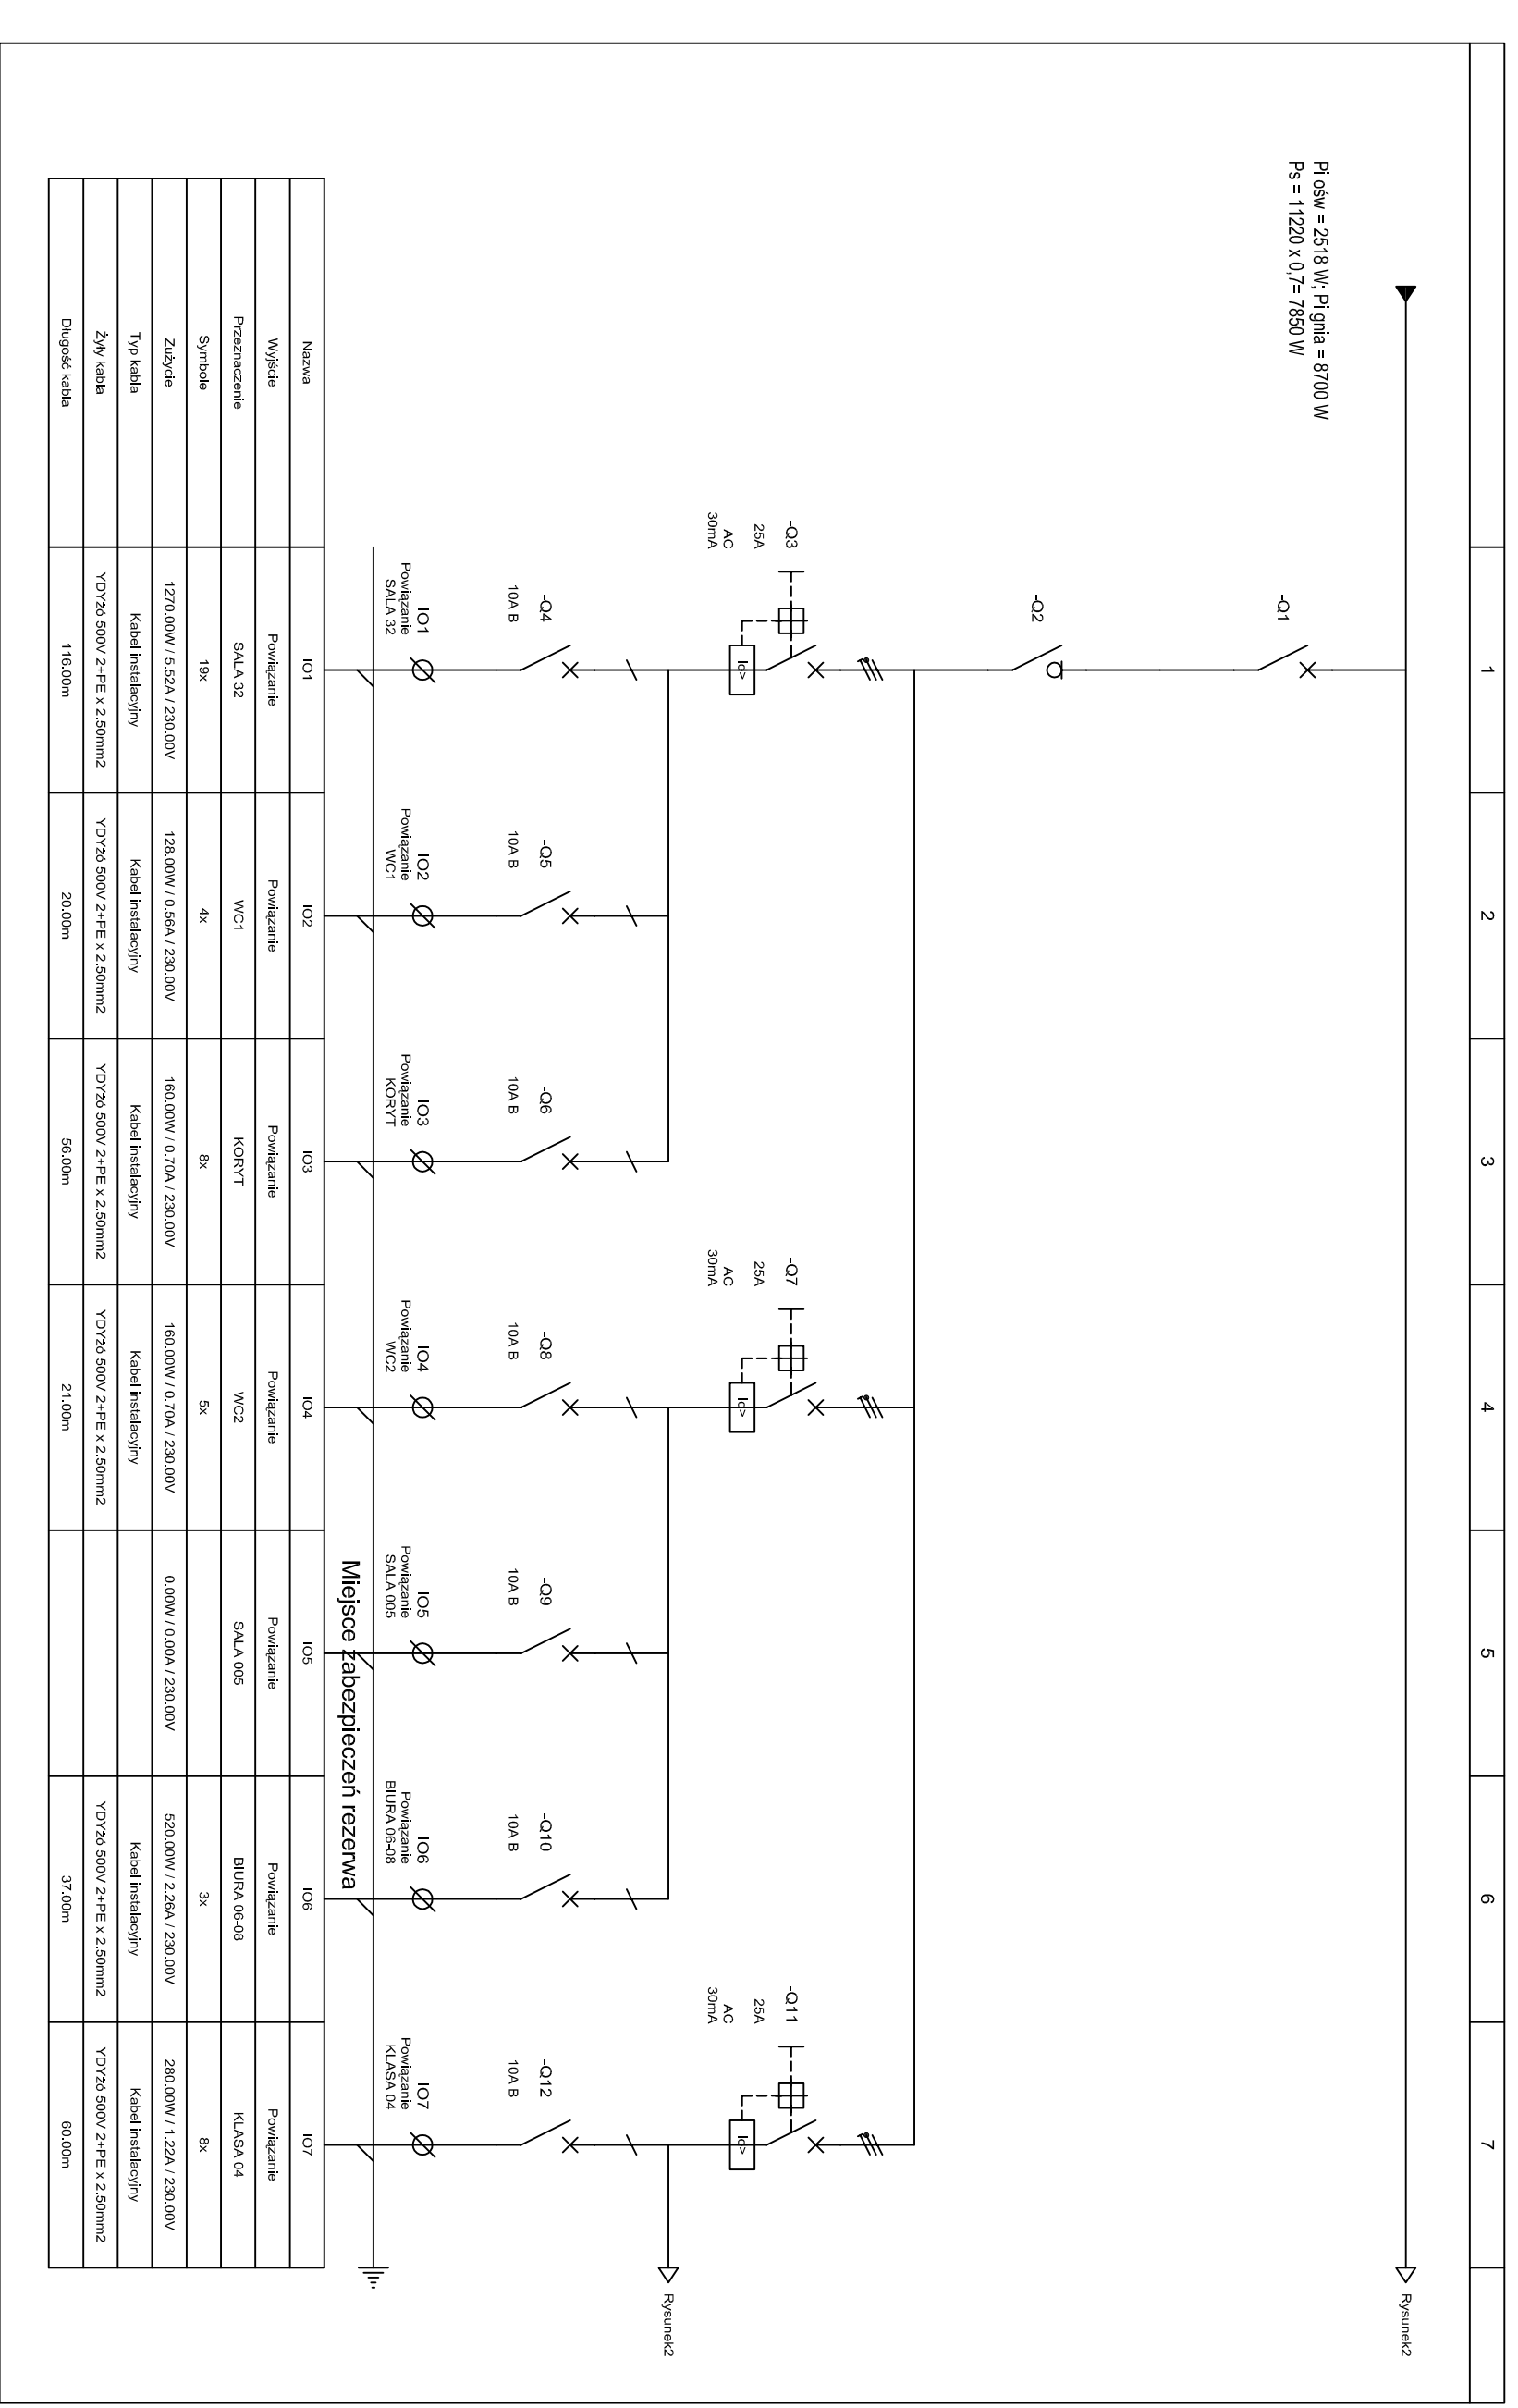 1 2 3 4 5 6 7
Rysunek2
Pi ośw = 2518 W; Pi gnia = 8700 W
Ps = 11220 x 0,7= 7850 W
-Q1
-Q2
-Q3
25A
AC
30mA
-Q7
25A
AC
30mA
-Q11
25A
AC
30mA
Id>
Id>
Id>
Rysunek2
-Q4
10A B
-Q5
10A B
-Q6
10A B
-Q8
10A B
-Q9
10A B
-Q10
10A B
-Q12
10A B
IO1
Powiązanie
SALA 32
IO2
Powiązanie
WC1
IO3
Powiązanie
KORYT
IO4
Powiązanie
WC2
IO5
Powiązanie
SALA 005
IO6
Powiązanie
BIURA 06-08
IO7
Powiązanie
KLASA 04
Miejsce zabezpieczeń rezerwa
Nazwa IO1 IO2 IO3 IO4 IO5 IO6 IO7
Wyjście Powiązanie Powiązanie Powiązanie Powiązanie Powiązanie Powiązanie Powiązanie
Przeznaczenie SALA 32 WC1 KORYT WC2 SALA 005 BIURA 06-08 KLASA 04
Symbole 19x 4x 8x 5x 3x 8x
Zużycie 1270.00W / 5.52A / 230.00V 128.00W / 0.56A / 230.00V 160.00W / 0.70A / 230.00V 160.00W / 0.70A / 230.00V 0.00W / 0.00A / 230.00V 520.00W / 2.26A / 230.00V 280.00W / 1.22A / 230.00V
Typ kabla Kabel instalacyjny Kabel instalacyjny Kabel instalacyjny Kabel instalacyjny Kabel instalacyjny Kabel instalacyjny
Żyły kabla YDYżó 500V 2+PE x 2.50mm2 YDYżó 500V 2+PE x 2.50mm2 YDYżó 500V 2+PE x 2.50mm2 YDYżó 500V 2+PE x 2.50mm2 YDYżó 500V 2+PE x 2.50mm2 YDYżó 500V 2+PE x 2.50mm2
Długość kabla 116.00m 20.00m 56.00m 21.00m 37.00m 60.00m